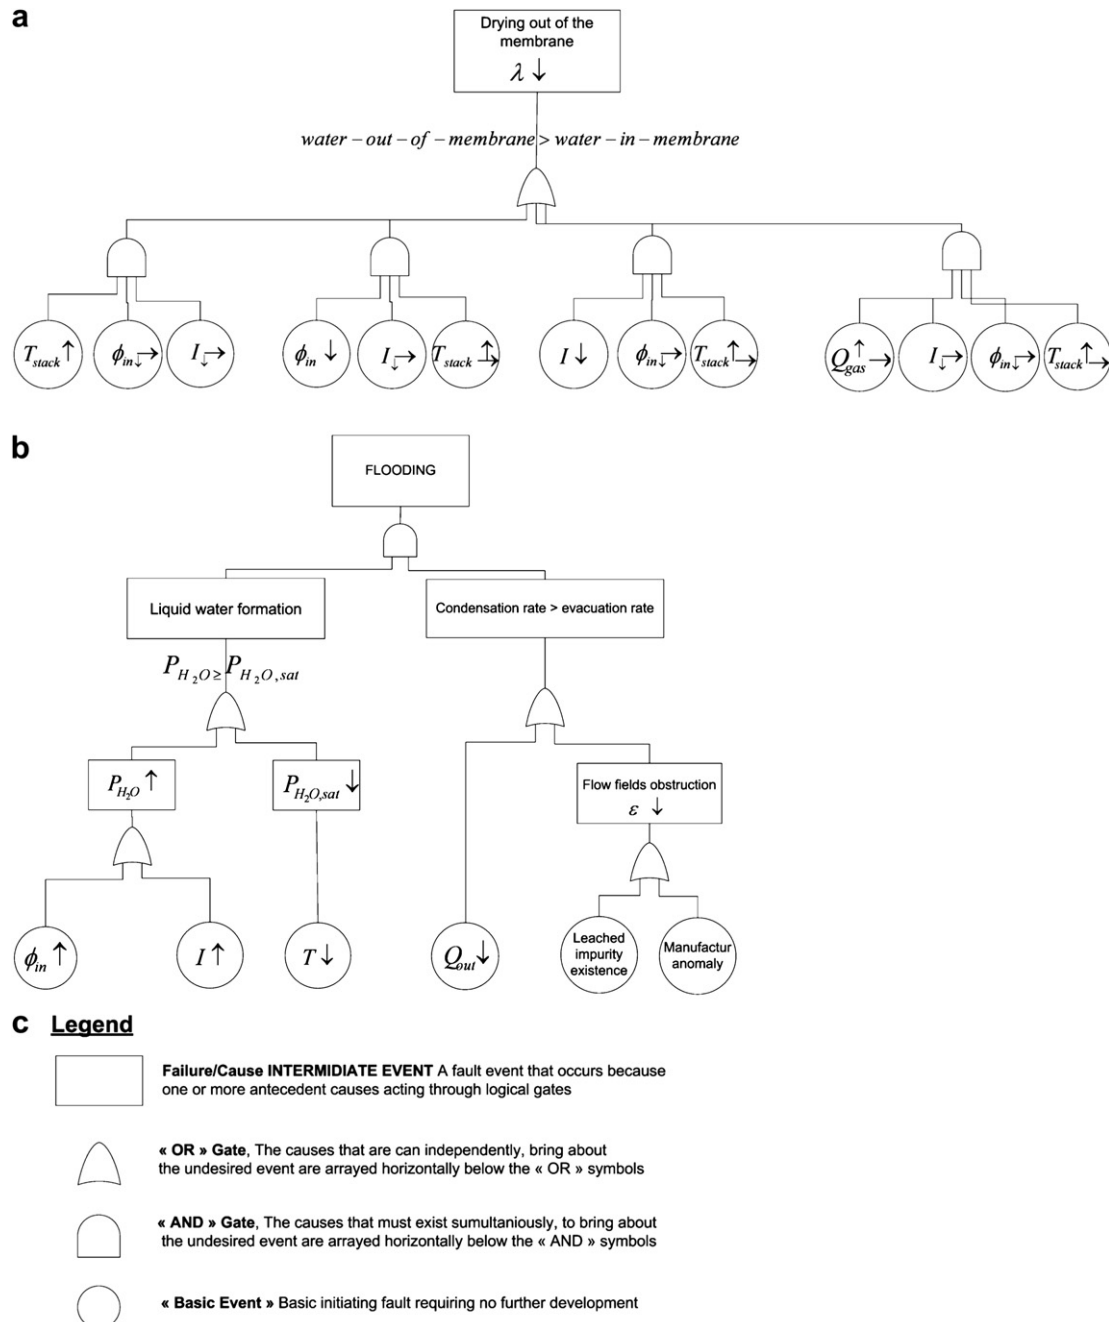 a
Drying out of the
membrane
λ ↓
water – out – of – membrane > water – in – membrane
T_stack ↑
ϕ_in ↓→
I ↓→
ϕ_in ↓
I ↓→
T_stack ↑→
I ↓
ϕ_in ↓→
T_stack ↑→
Q_gas ↑→
I ↓→
ϕ_in ↓→
T_stack ↑→
b
FLOODING
Liquid water formation
Condensation rate > evacuation rate
P_H2O ≥ P_H2O,sat
P_H2O ↑
P_H2O,sat ↓
Flow fields obstruction
ε ↓
ϕ_in ↑
I ↑
T ↓
Q_out ↓
Leached
impurity
existence
Manufactur
anomaly
c Legend
Failure/Cause INTERMIDIATE EVENT A fault event that occurs because
one or more antecedent causes acting through logical gates
« OR » Gate, The causes that are can independently, bring about
the undesired event are arrayed horizontally below the « OR » symbols
« AND » Gate, The causes that must exist sumultaniously, to bring about
the undesired event are arrayed horizontally below the « AND » symbols
« Basic Event » Basic initiating fault requiring no further development